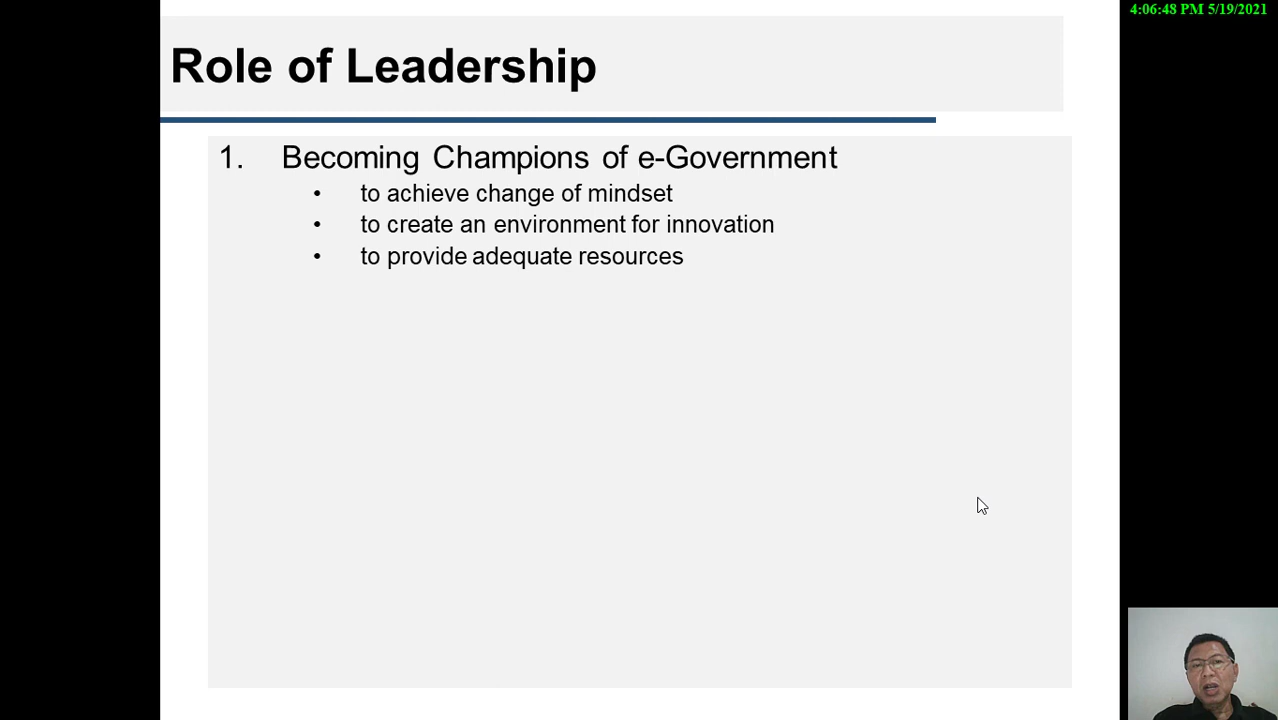 4:06:48 PM 5/19/2021
Role of Leadership
1. Becoming Champions of e-Government
• to achieve change of mindset
• to create an environment for innovation
• to provide adequate resources